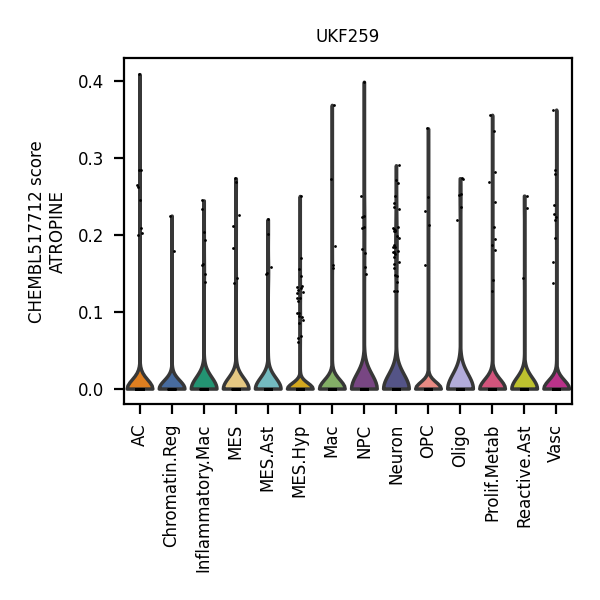 UKF259
CHEMBL517712 score
ATROPINE
0.4
0.3
0.2
0.1
0.0
AC
Chromatin.Reg
Inflammatory.Mac
MES
MES.Ast
MES.Hyp
Mac
NPC
Neuron
OPC
Oligo
Prolif.Metab
Reactive.Ast
Vasc